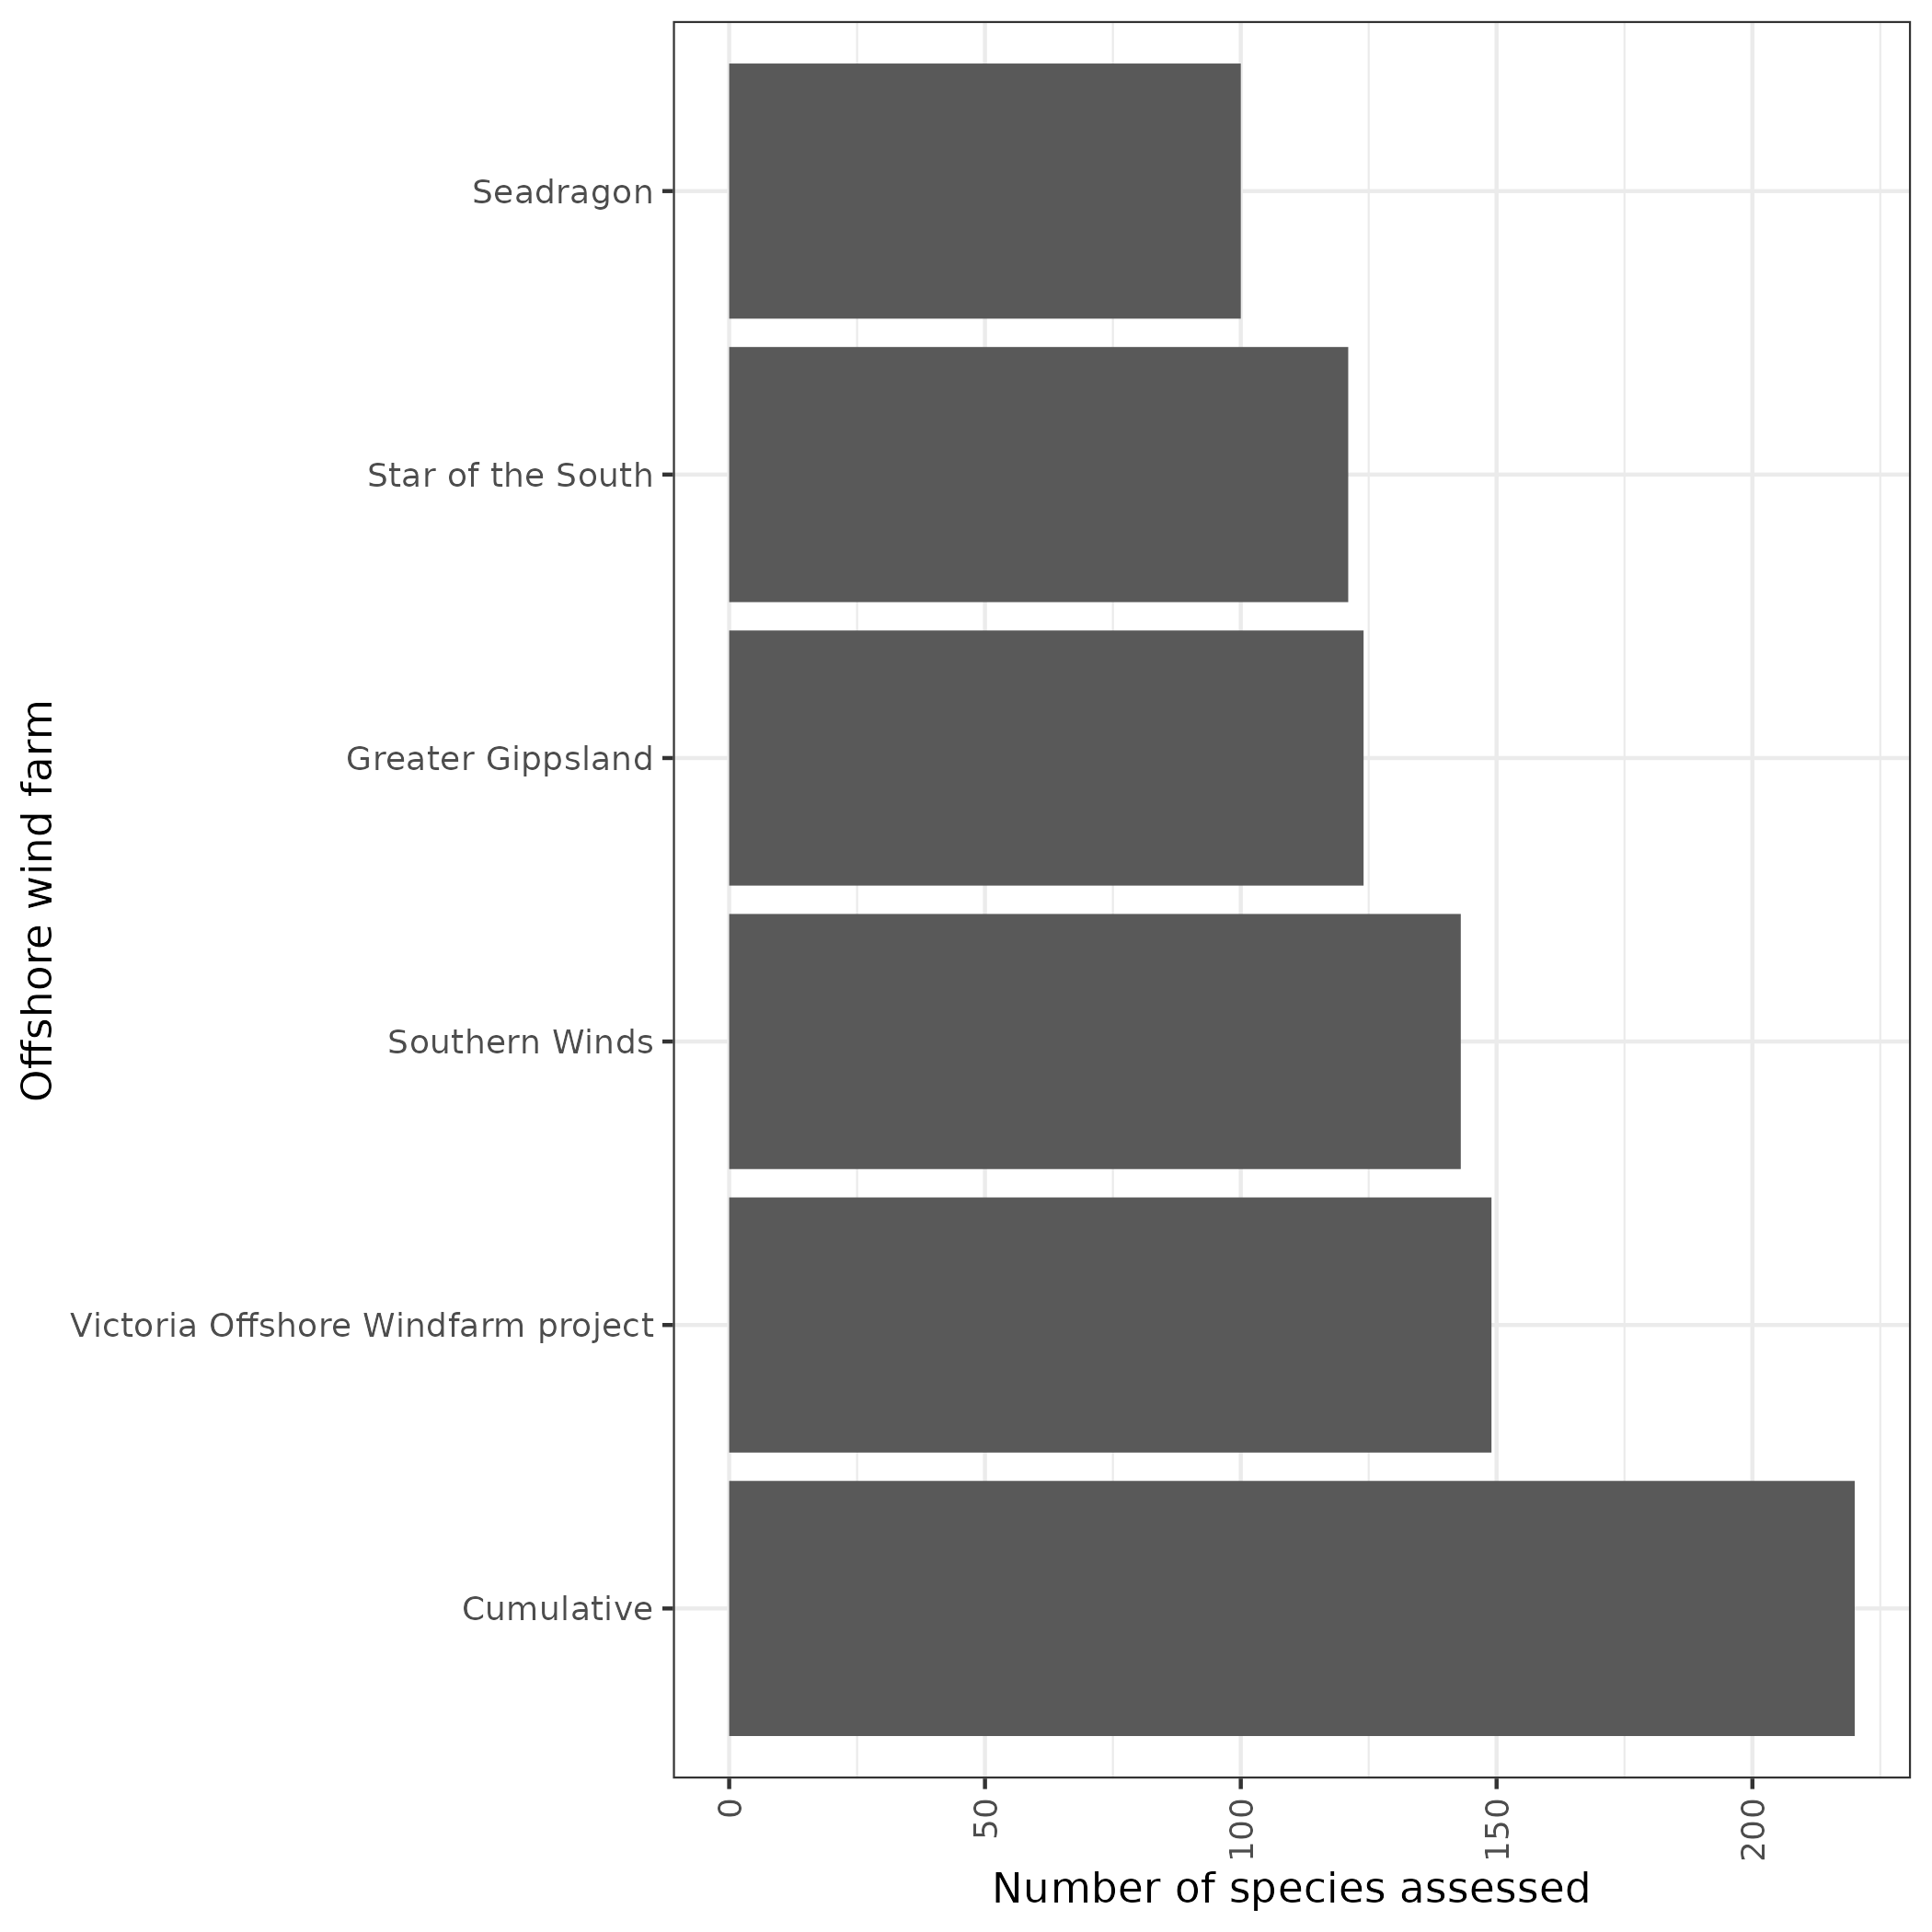 Offshore wind farm
Seadragon
Star of the South
Greater Gippsland
Southern Winds
Victoria Offshore Windfarm project
Cumulative
0
50
100
150
200
Number of species assessed